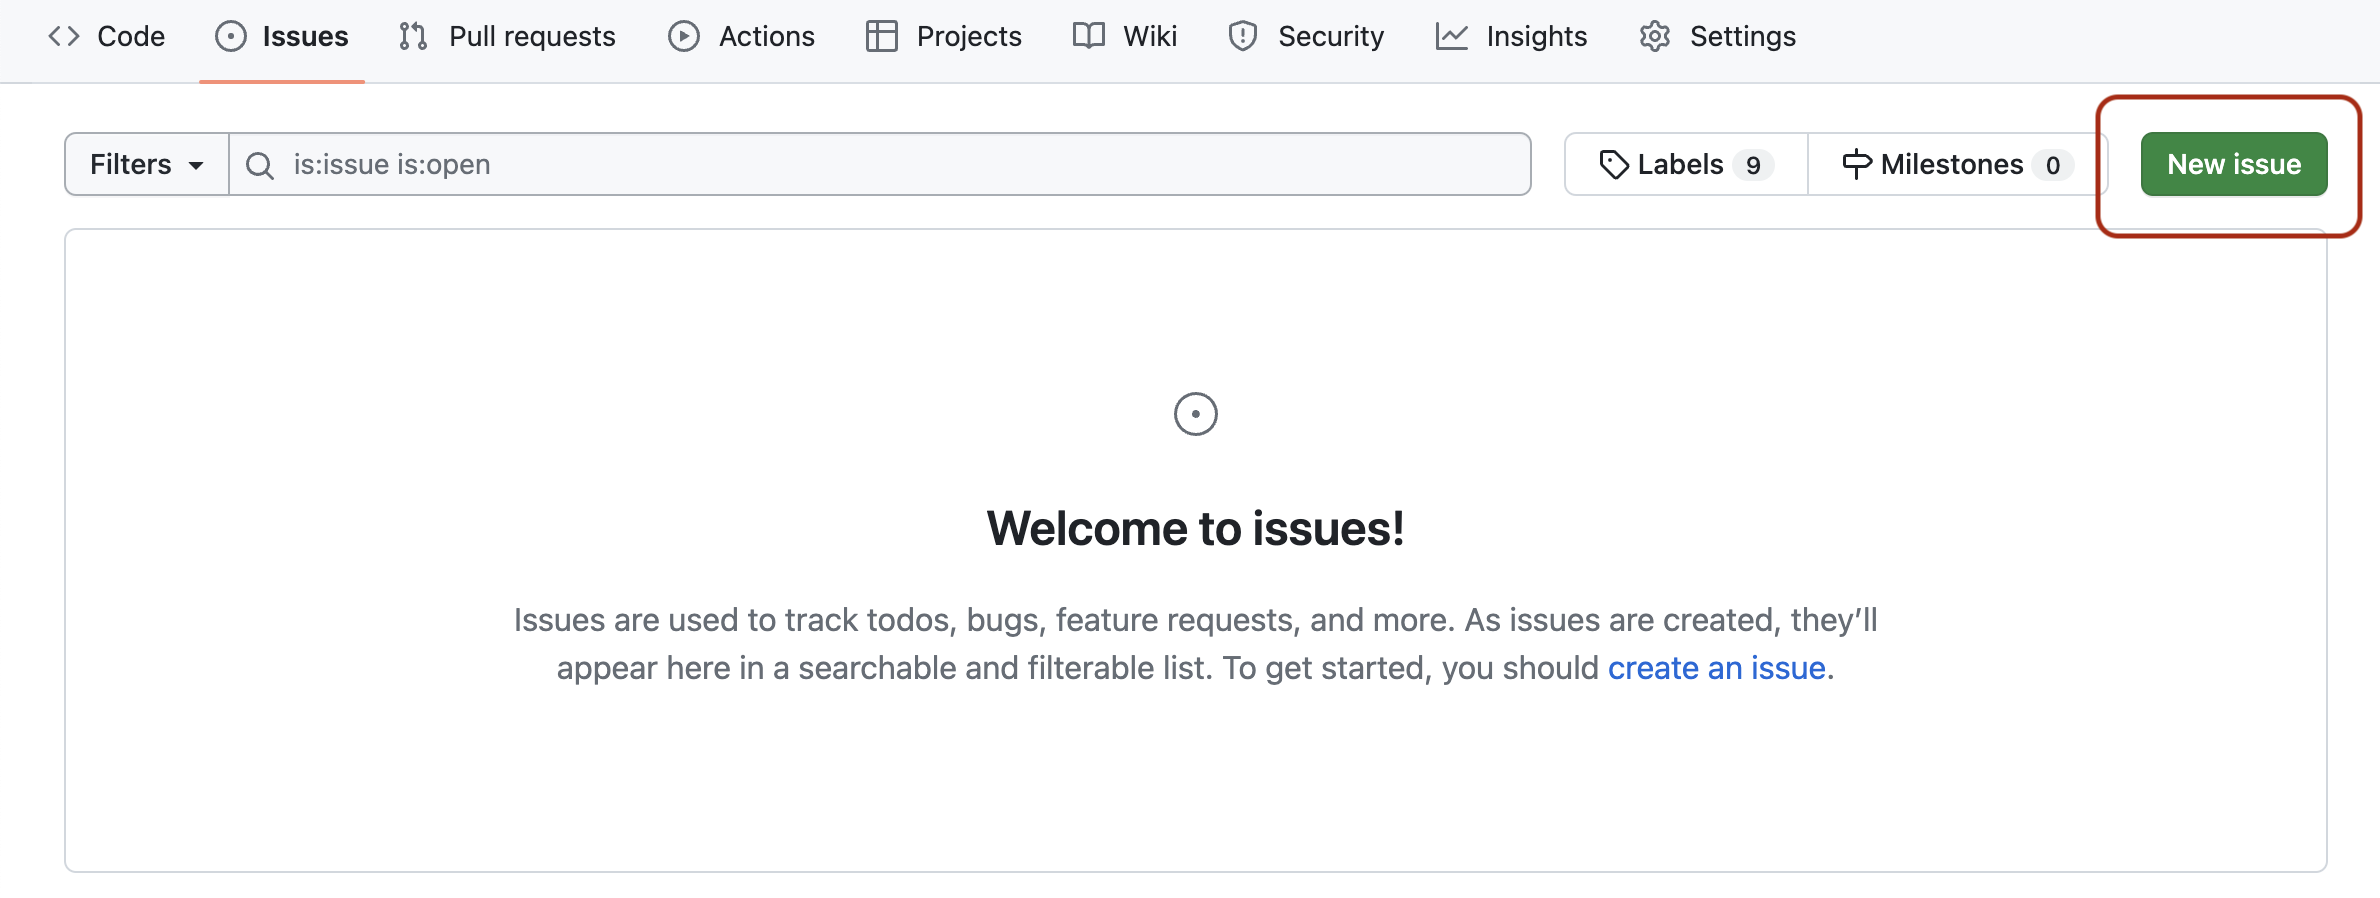 Code Issues Pull requests Actions Projects Wiki Security Insights Settings
Filters is:issue is:open Labels 9 Milestones 0 New issue
Welcome to issues!
Issues are used to track todos, bugs, feature requests, and more. As issues are created, they’ll
appear here in a searchable and filterable list. To get started, you should create an issue.